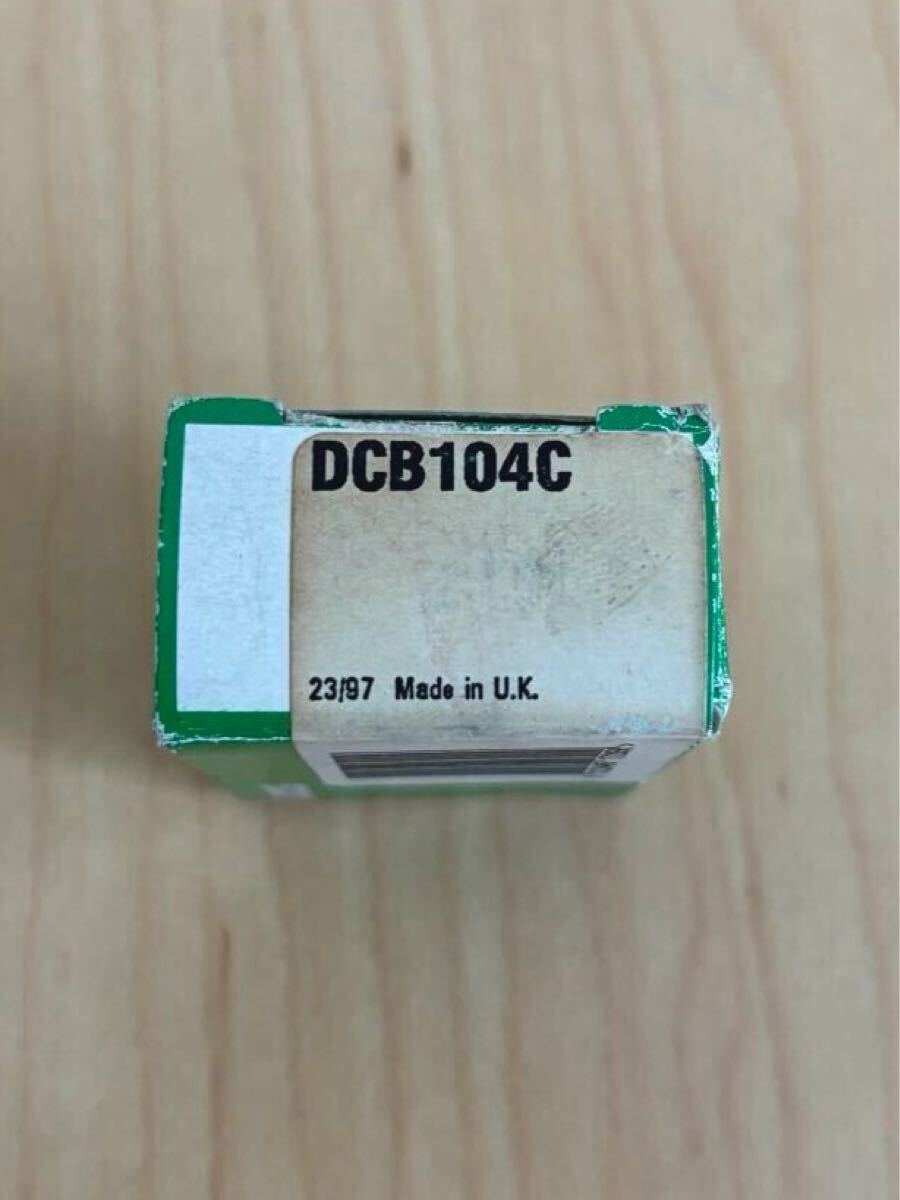 DCB104C
23/97 Made in U.K.